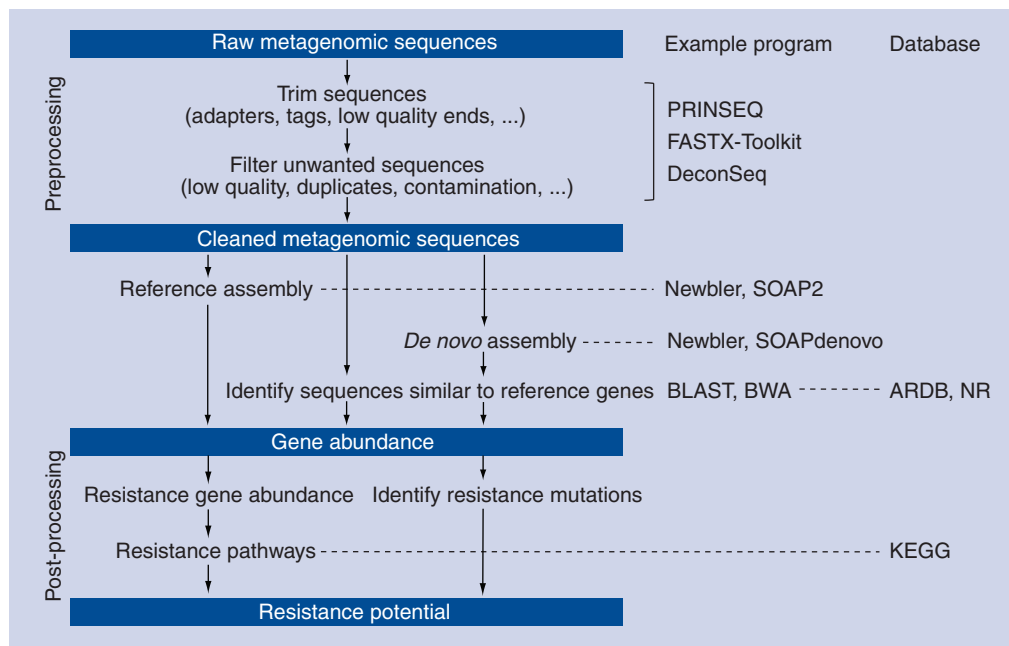 Raw metagenomic sequences
Example program
Database
Preprocessing
Trim sequences
(adapters, tags, low quality ends, ...)
Filter unwanted sequences
(low quality, duplicates, contamination, ...)
PRINSEQ
FASTX-Toolkit
DeconSeq
Cleaned metagenomic sequences
Reference assembly
Newbler, SOAP2
De novo assembly
Newbler, SOAPdenovo
Identify sequences similar to reference genes
BLAST, BWA
ARDB, NR
Gene abundance
Post-processing
Resistance gene abundance
Identify resistance mutations
Resistance pathways
KEGG
Resistance potential